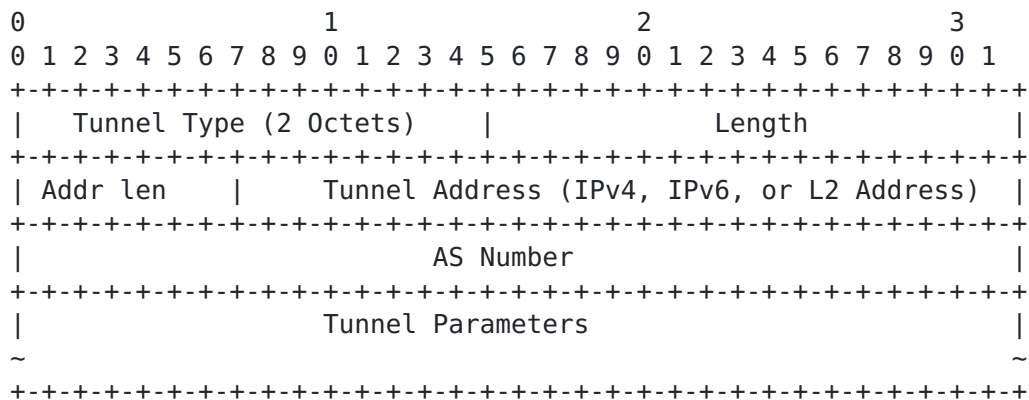 0                   1                   2                   3
0 1 2 3 4 5 6 7 8 9 0 1 2 3 4 5 6 7 8 9 0 1 2 3 4 5 6 7 8 9 0 1
+-+-+-+-+-+-+-+-+-+-+-+-+-+-+-+-+-+-+-+-+-+-+-+-+-+-+-+-+-+-+-+-+
|   Tunnel Type (2 Octets)    |              Length             |
+-+-+-+-+-+-+-+-+-+-+-+-+-+-+-+-+-+-+-+-+-+-+-+-+-+-+-+-+-+-+-+-+
| Addr len    |     Tunnel Address (IPv4, IPv6, or L2 Address)  |
+-+-+-+-+-+-+-+-+-+-+-+-+-+-+-+-+-+-+-+-+-+-+-+-+-+-+-+-+-+-+-+-+
|                          AS Number                            |
+-+-+-+-+-+-+-+-+-+-+-+-+-+-+-+-+-+-+-+-+-+-+-+-+-+-+-+-+-+-+-+-+
|                   Tunnel Parameters                           |
~                                                               ~
+-+-+-+-+-+-+-+-+-+-+-+-+-+-+-+-+-+-+-+-+-+-+-+-+-+-+-+-+-+-+-+-+